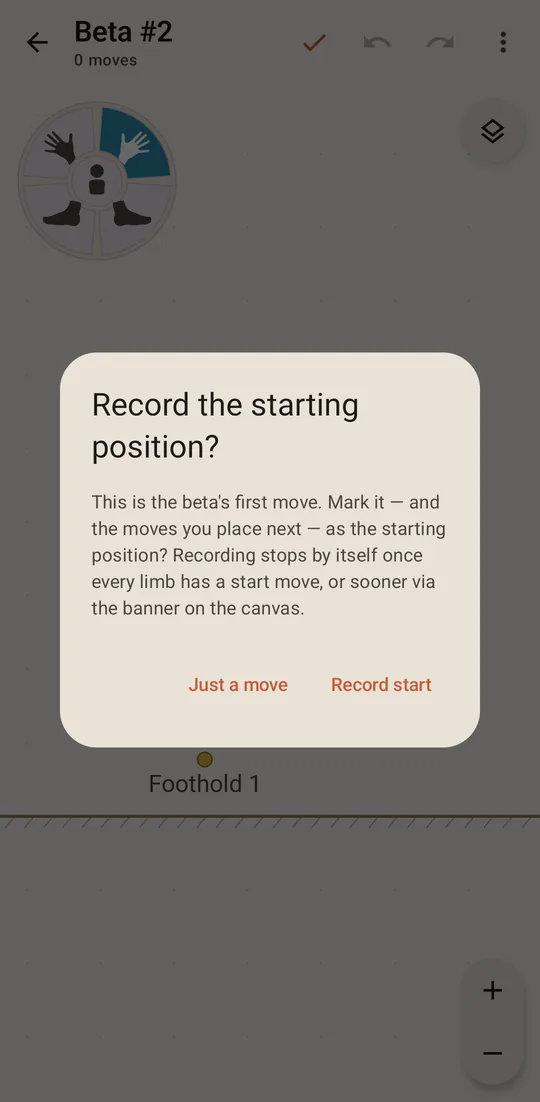 Beta #2
0 moves
Record the starting
position?
This is the beta's first move. Mark it — and
the moves you place next — as the starting
position? Recording stops by itself once
every limb has a start move, or sooner via
the banner on the canvas.
Just a move
Record start
Foothold 1